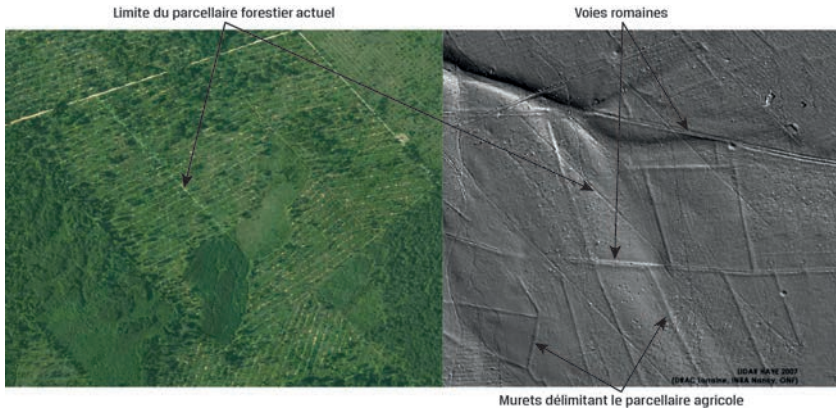 Limite du parcellaire forestier actuel
Voies romaines
LIDAR HAYE 2007
(DRAC Lorraine, INRA Nancy, ONF)
Murets délimitant le parcellaire agricole